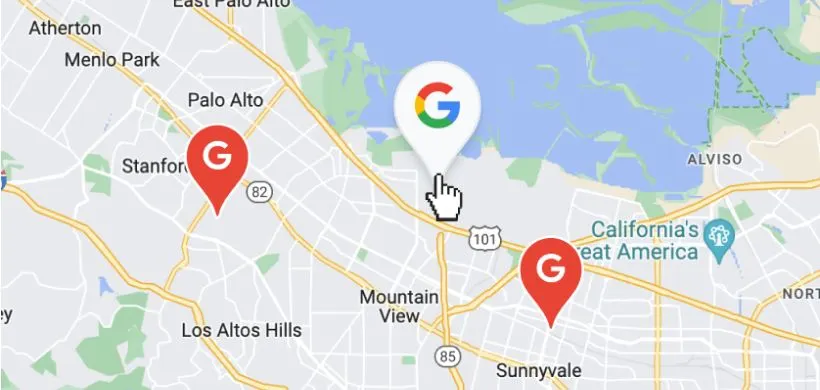 East Palo Alto
Atherton
Menlo Park
Palo Alto
G
G
Stanford
ALVISO
82
101
California's
Great America
G
NORT
Mountain
View
ey
Los Altos Hills
85
Sunnyvale